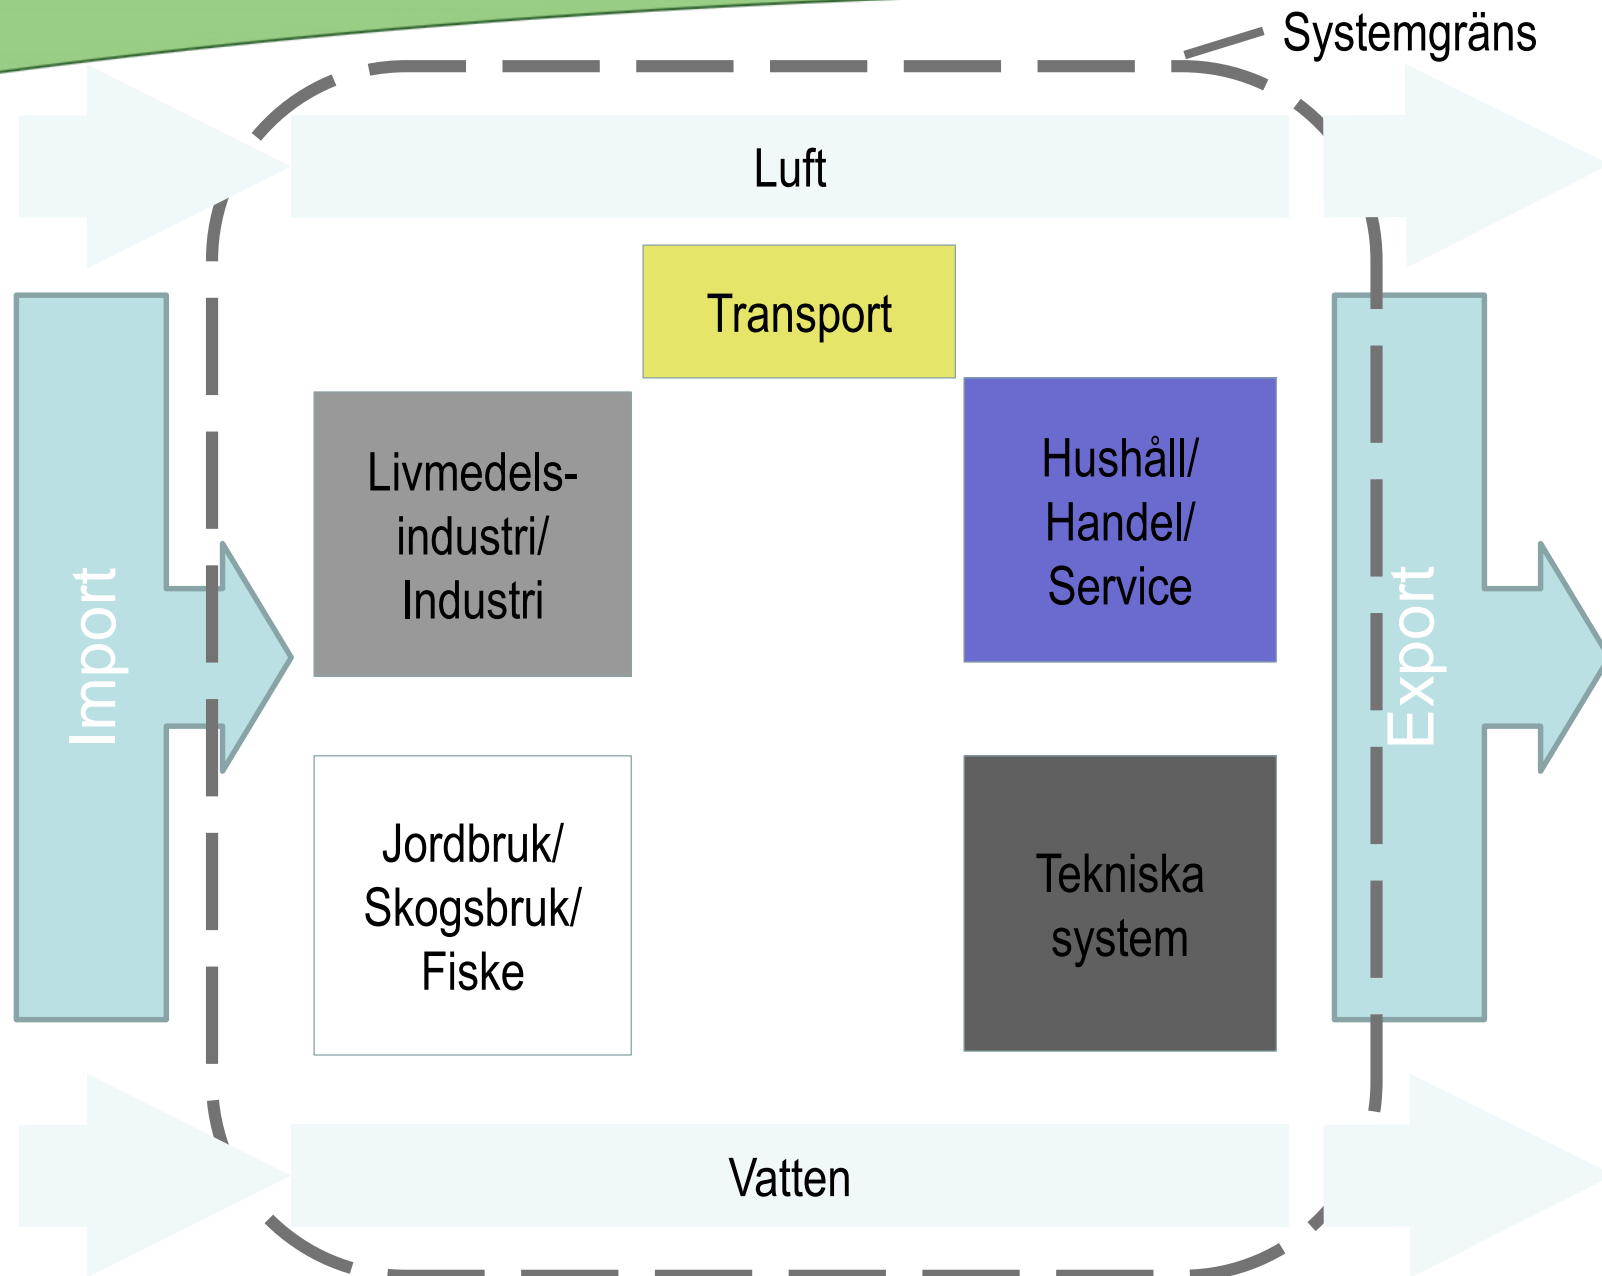 Systemgräns
Luft
Transport
Livmedels-
industri/
Industri
Hushåll/
Handel/
Service
Import
Export
Jordbruk/
Skogsbruk/
Fiske
Tekniska
system
Vatten